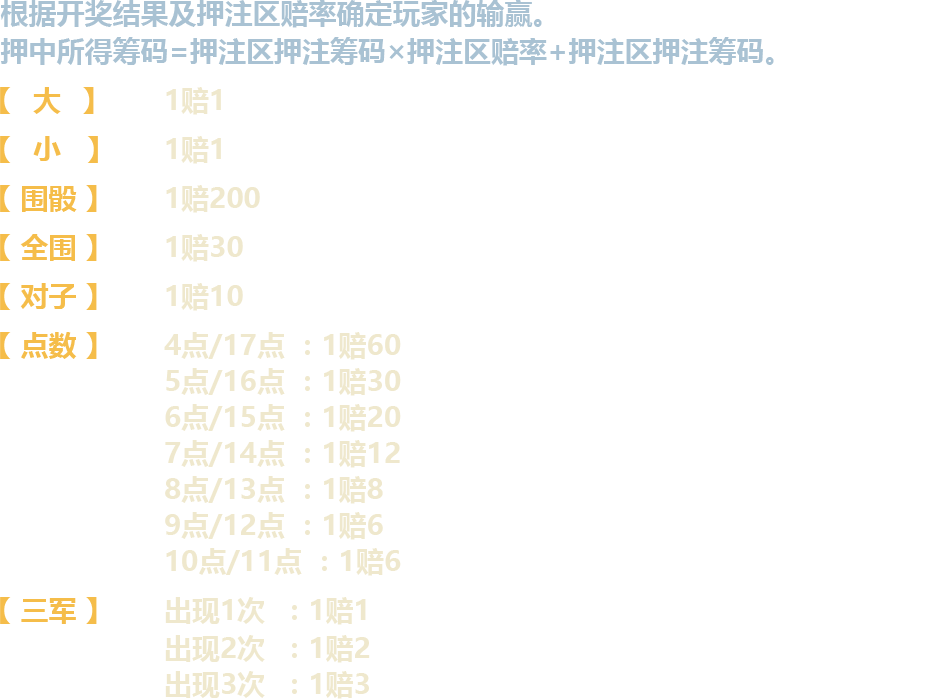 根据开奖结果及押注区赔率确定玩家的输赢。
押中所得筹码=押注区押注筹码×押注区赔率+押注区押注筹码。
【 大 】 1赔1
【 小 】 1赔1
【 围骰 】 1赔200
【 全围 】 1赔30
【 对子 】 1赔10
【 点数 】 4点/17点 :1赔60
5点/16点 :1赔30
6点/15点 :1赔20
7点/14点 :1赔12
8点/13点 :1赔8
9点/12点 :1赔6
10点/11点 :1赔6
【 三军 】 出现1次 :1赔1
出现2次 :1赔2
出现3次 :1赔3